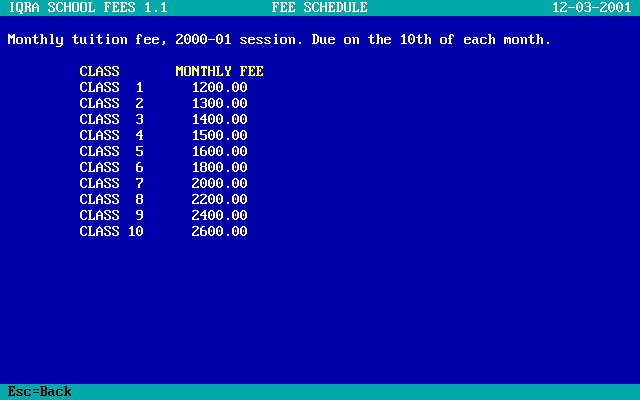 IQRA SCHOOL FEES 1.1 FEE SCHEDULE 12-03-2001
Monthly tuition fee, 2000-01 session. Due on the 10th of each month.
CLASS MONTHLY FEE
CLASS 1 1200.00
CLASS 2 1300.00
CLASS 3 1400.00
CLASS 4 1500.00
CLASS 5 1600.00
CLASS 6 1800.00
CLASS 7 2000.00
CLASS 8 2200.00
CLASS 9 2400.00
CLASS 10 2600.00
Esc=Back